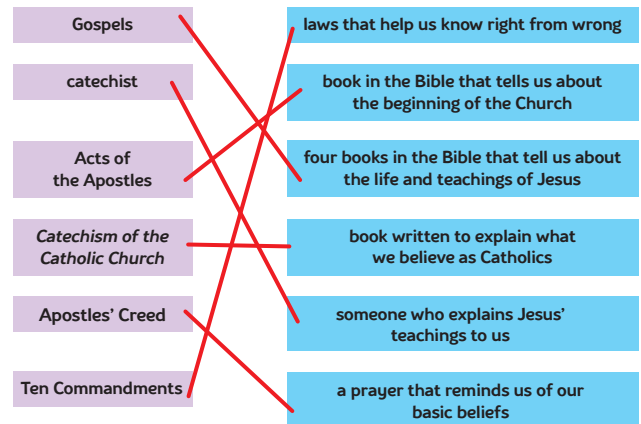 Gospels
laws that help us know right from wrong
catechist
book in the Bible that tells us about
the beginning of the Church
Acts of
the Apostles
four books in the Bible that tell us about
the life and teachings of Jesus
Catechism of the
Catholic Church
book written to explain what
we believe as Catholics
Apostles’ Creed
someone who explains Jesus’
teachings to us
Ten Commandments
a prayer that reminds us of our
basic beliefs